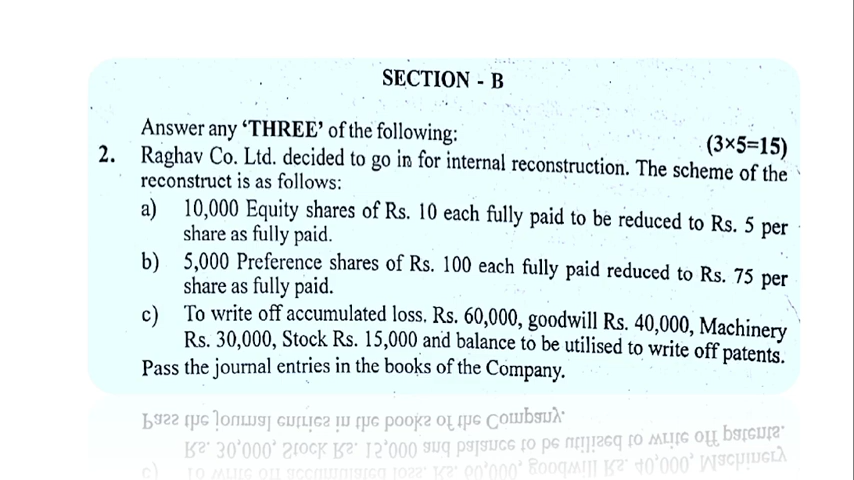 SECTION - B
Answer any ‘THREE’ of the following:
(3×5=15)
2. Raghav Co. Ltd. decided to go in for internal reconstruction. The scheme of the
reconstruct is as follows:
a) 10,000 Equity shares of Rs. 10 each fully paid to be reduced to Rs. 5 per
share as fully paid.
b) 5,000 Preference shares of Rs. 100 each fully paid reduced to Rs. 75 per
share as fully paid.
c) To write off accumulated loss. Rs. 60,000, goodwill Rs. 40,000, Machinery
Rs. 30,000, Stock Rs. 15,000 and balance to be utilised to write off patents.
Pass the journal entries in the books of the Company.